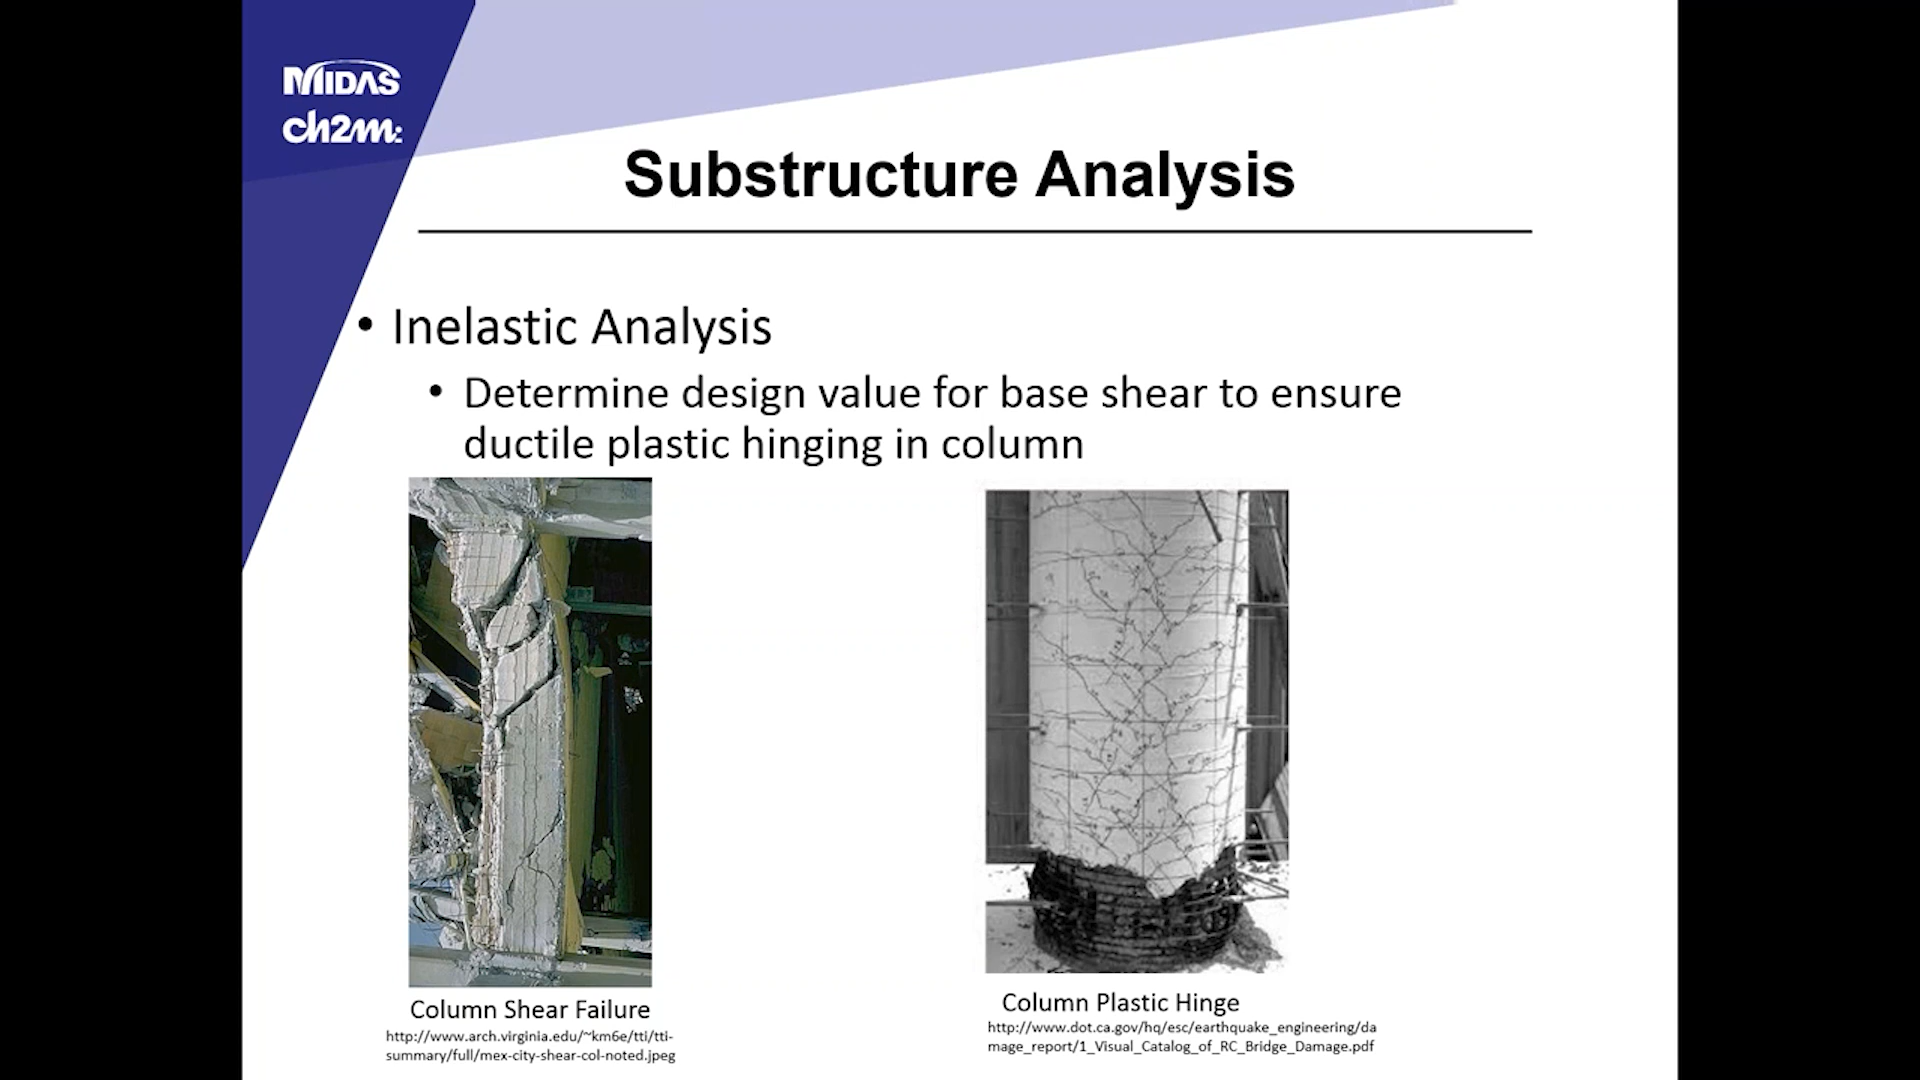 MIDAS
ch2m:
Substructure Analysis
• Inelastic Analysis
• Determine design value for base shear to ensure
ductile plastic hinging in column
Column Shear Failure
http://www.arch.virginia.edu/~km6e/tti/tti-
summary/full/mex-city-shear-col-noted.jpeg
Column Plastic Hinge
http://www.dot.ca.gov/hq/esc/earthquake_engineering/da
mage_report/1_Visual_Catalog_of_RC_Bridge_Damage.pdf